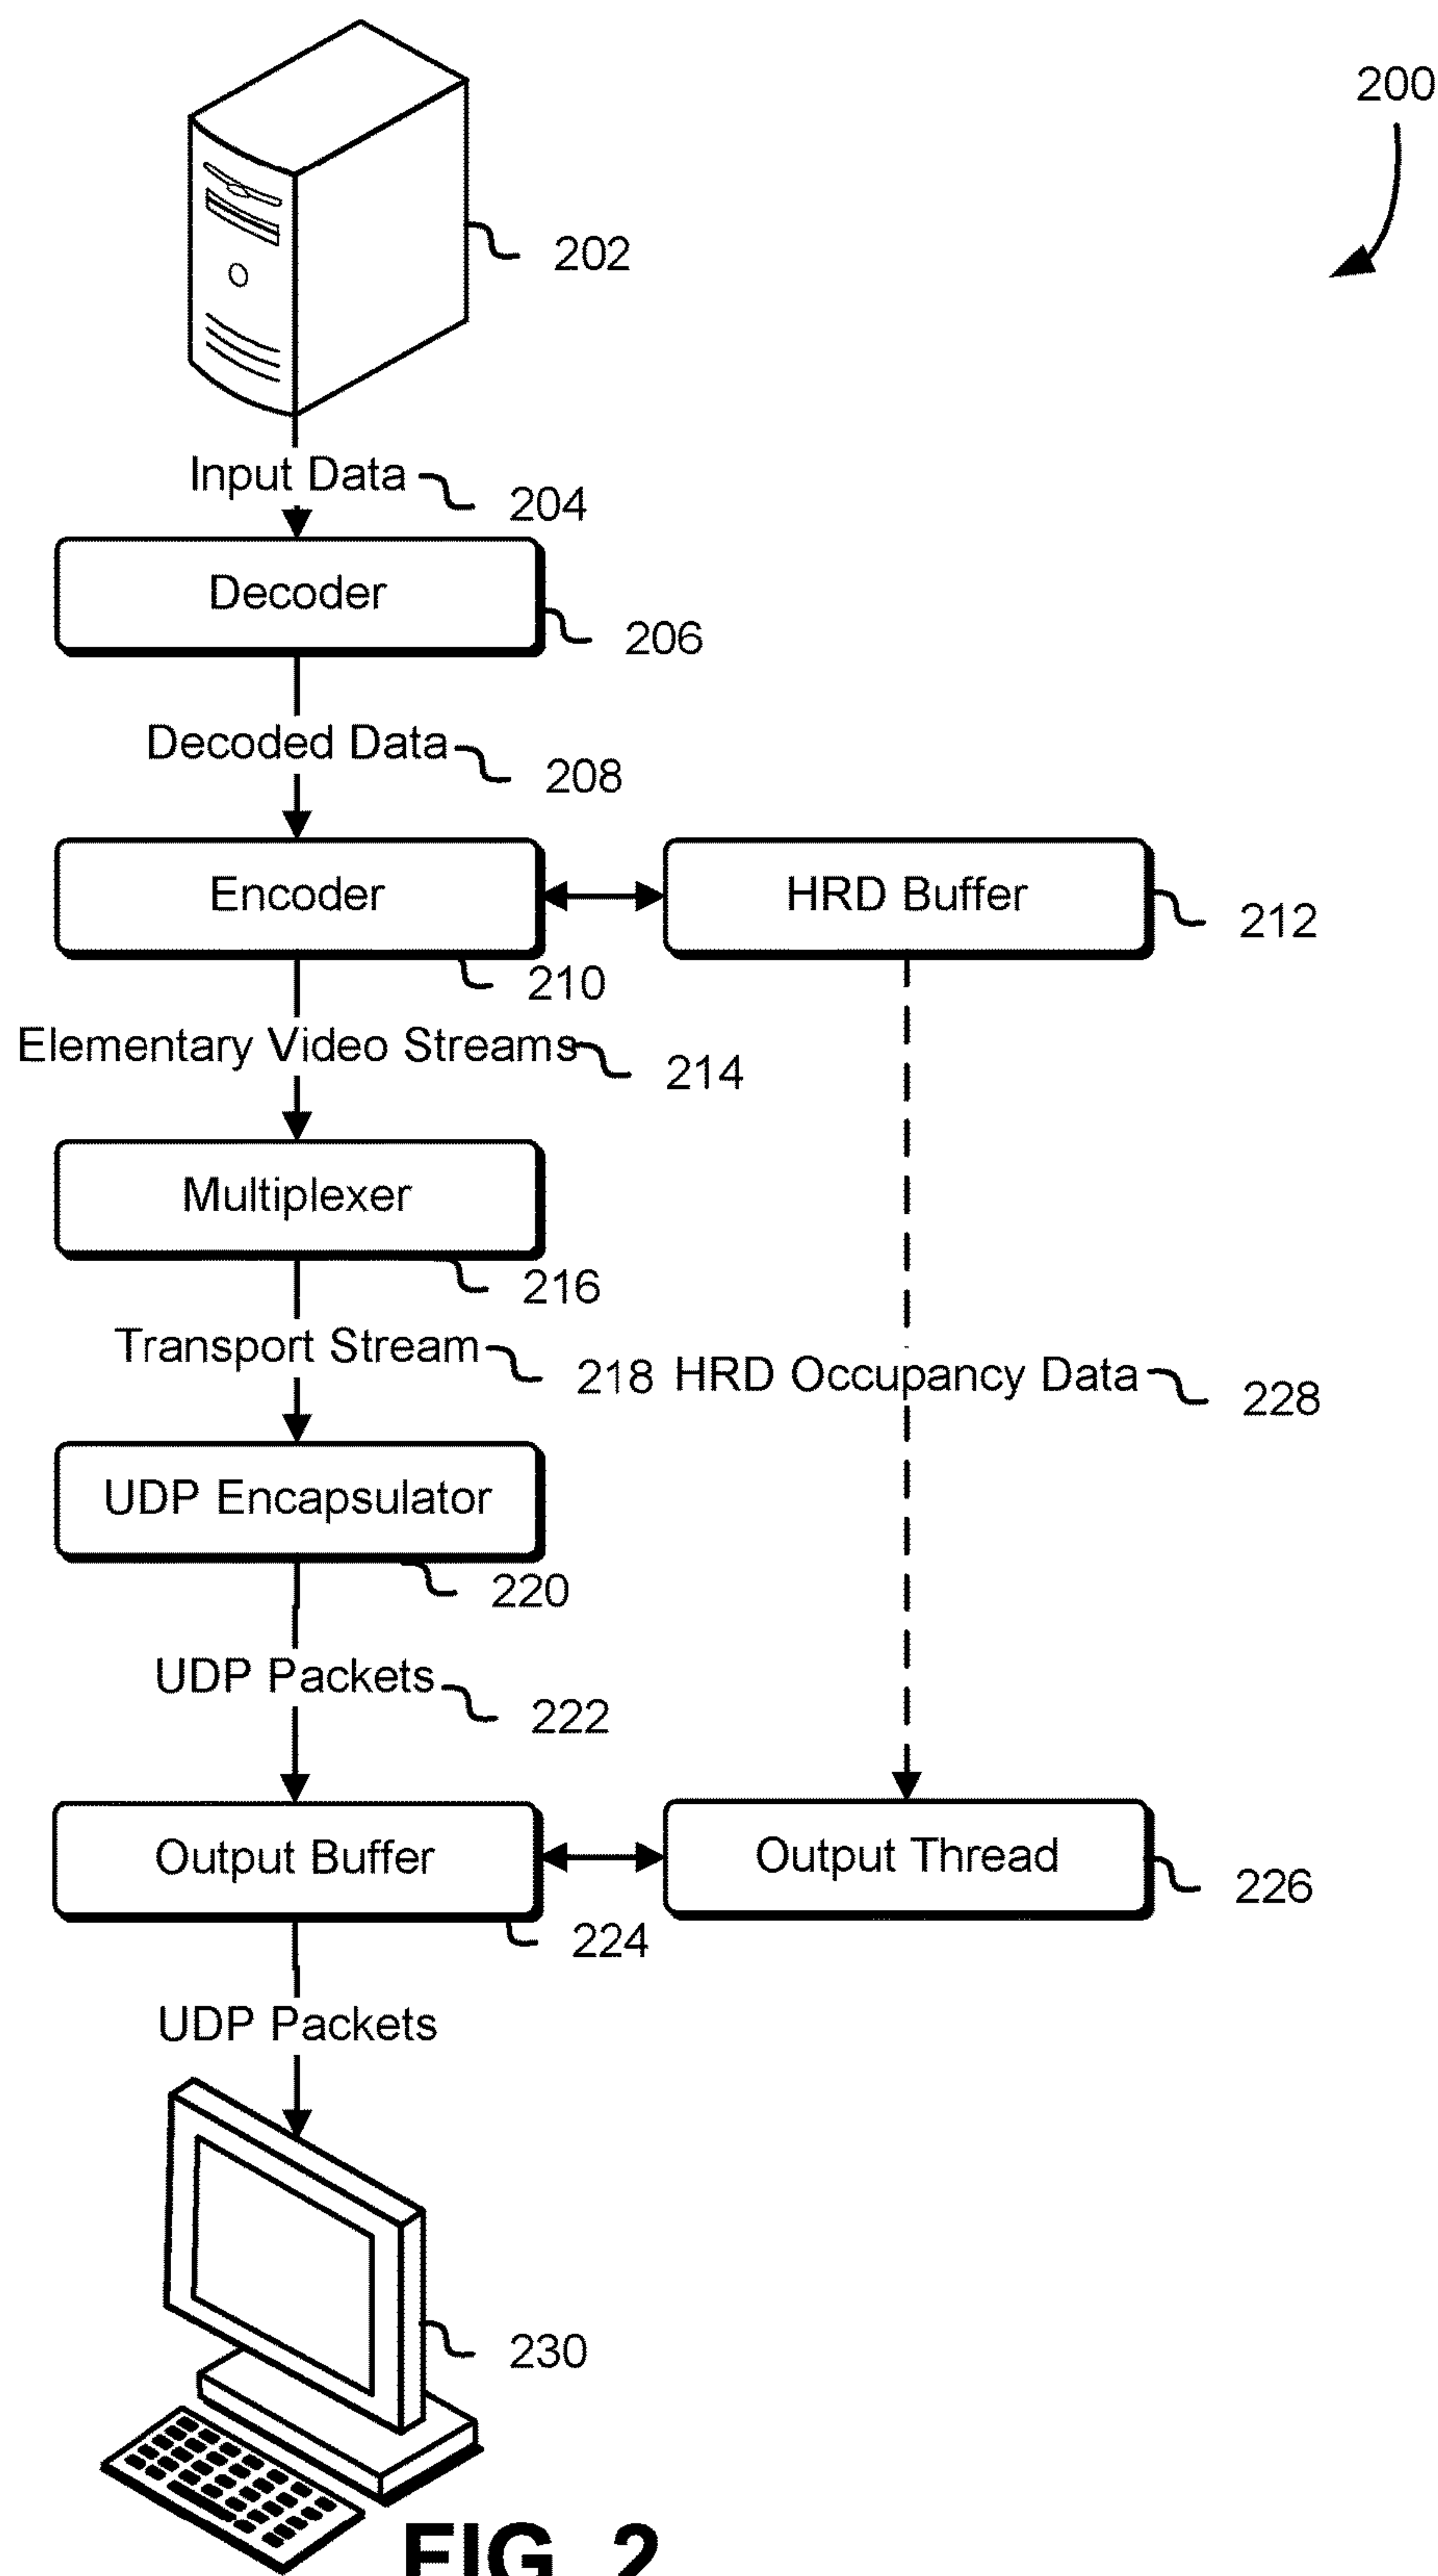 200
202
Input Data
204
Decoder
206
Decoded Data
208
Encoder
HRD Buffer
212
210
Elementary Video Streams
214
Multiplexer
216
Transport Stream
218
HRD Occupancy Data
228
UDP Encapsulator
220
UDP Packets
222
Output Buffer
Output Thread
226
224
UDP Packets
230
FIG. 2